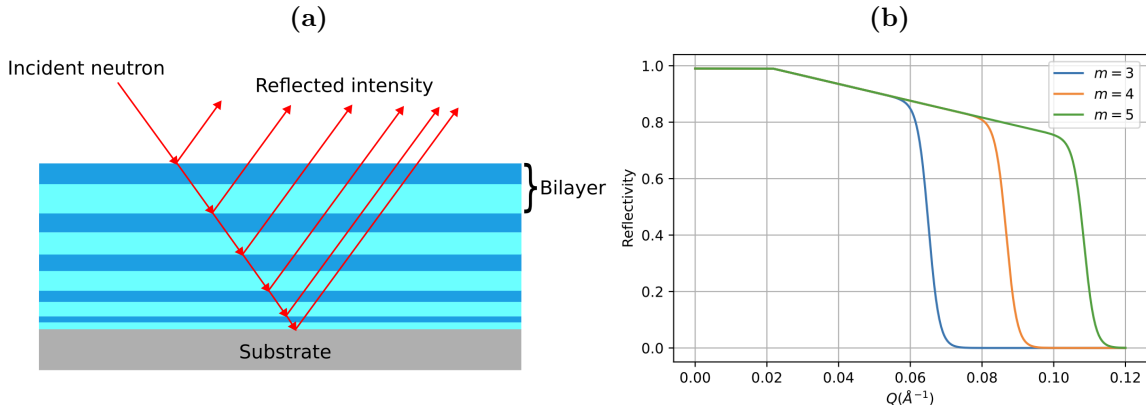 (a)
Incident neutron
Reflected intensity
Bilayer
Substrate
(b)
1.0
0.8
0.6
0.4
0.2
0.0
Reflectivity
0.00 0.02 0.04 0.06 0.08 0.10 0.12
Q(Å⁻¹)
m = 3
m = 4
m = 5